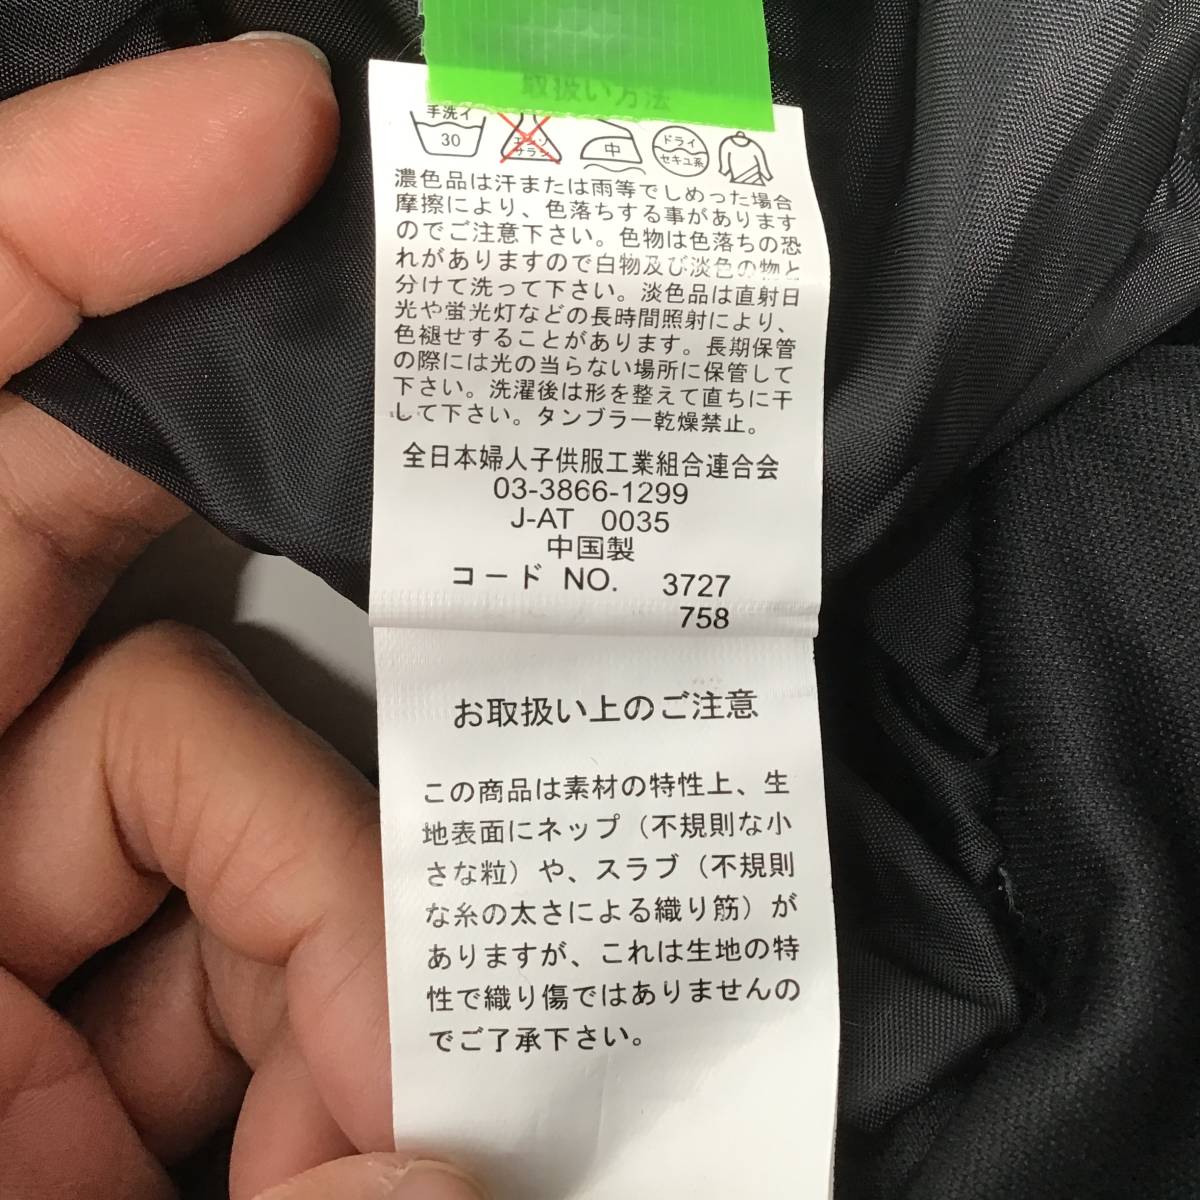 取扱い方法
手洗イ
30
エンソ
サラシ
中
ドライ
セキユ系
濃色品は汗または雨等でしめった場合
摩擦により、色落ちする事があります
のでご注意下さい。色物は色落ちの恐
れがありますので白物及び淡色の物と
分けて洗って下さい。淡色品は直射日
光や蛍光灯などの長時間照射により、
色褪せすることがあります。長期保管
の際には光の当らない場所に保管して
下さい。洗濯後は形を整えて直ちに干
して下さい。タンブラー乾燥禁止。
全日本婦人子供服工業組合連合会
03-3866-1299
J-AT 0035
中国製
コード NO. 3727
758
お取扱い上のご注意
この商品は素材の特性上、生
地表面にネップ（不規則な小
さな粒）や、スラブ（不規則
な糸の太さによる織り筋）が
ありますが、これは生地の特
性で織り傷ではありませんの
でご了承下さい。